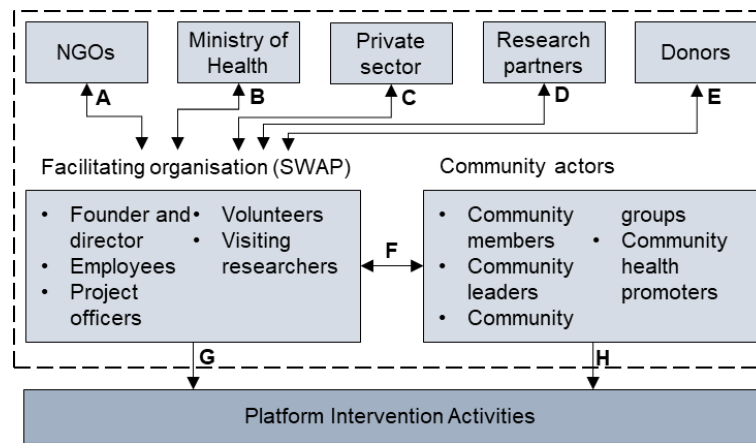 NGOs
Ministry of
Health
Private
sector
Research
partners
Donors
A
B
C
D
E
Facilitating organisation (SWAP)
Community actors
• Founder and
director
• Employees
• Project
officers
• Volunteers
• Visiting
researchers
F
• Community
members
• Community
leaders
• Community
groups
• Community
health
promoters
G
H
Platform Intervention Activities